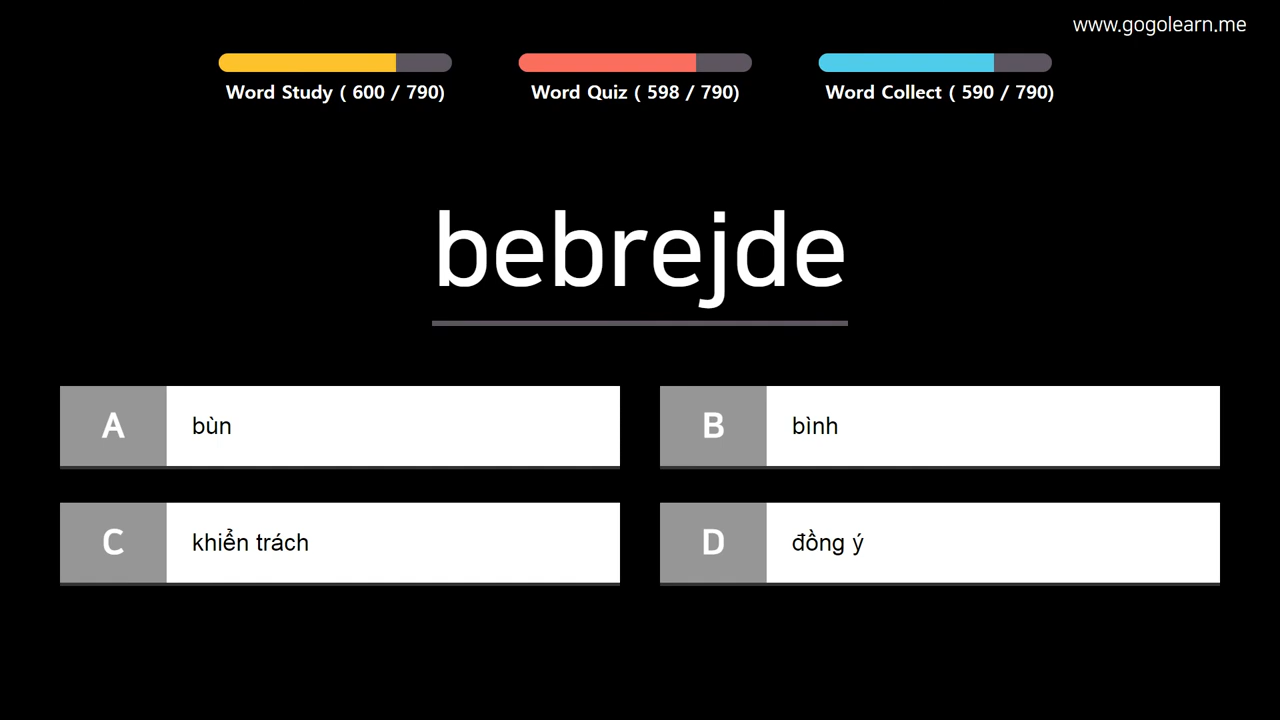 www.gogolearn.me
Word Study ( 600 / 790)
Word Quiz ( 598 / 790)
Word Collect ( 590 / 790)
bebrejde
A
bùn
B
bình
C
khiển trách
D
đồng ý